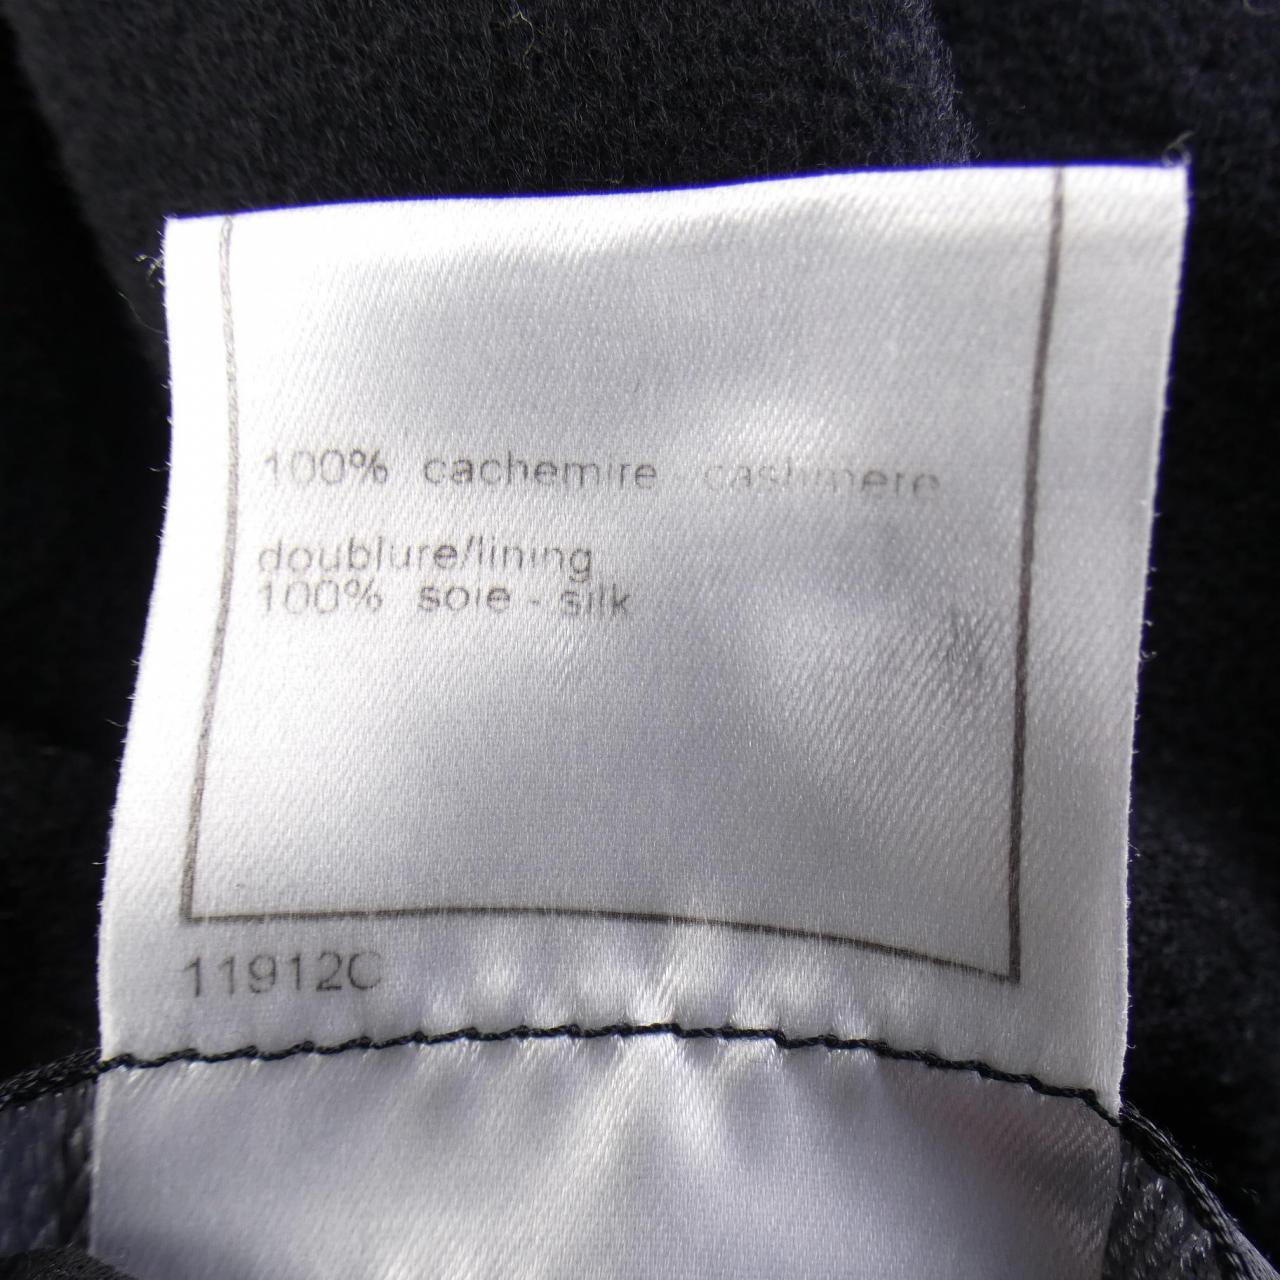 100% cachemire cashmere
doublure/lining
100% soie - silk
11912C